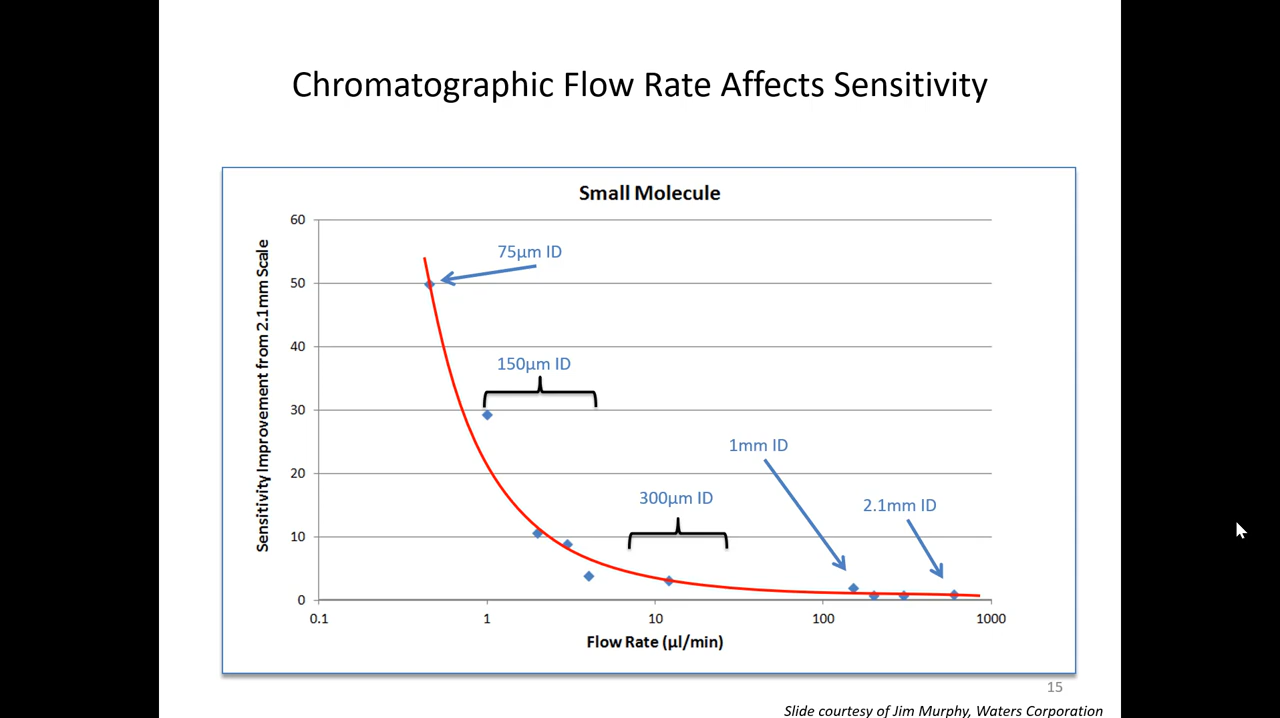 Chromatographic Flow Rate Affects Sensitivity
Small Molecule
Sensitivity Improvement from 2.1mm Scale
60
50
40
30
20
10
0
75µm ID
150µm ID
300µm ID
1mm ID
2.1mm ID
0.1
1
10
100
1000
Flow Rate (µl/min)
15
Slide courtesy of Jim Murphy, Waters Corporation